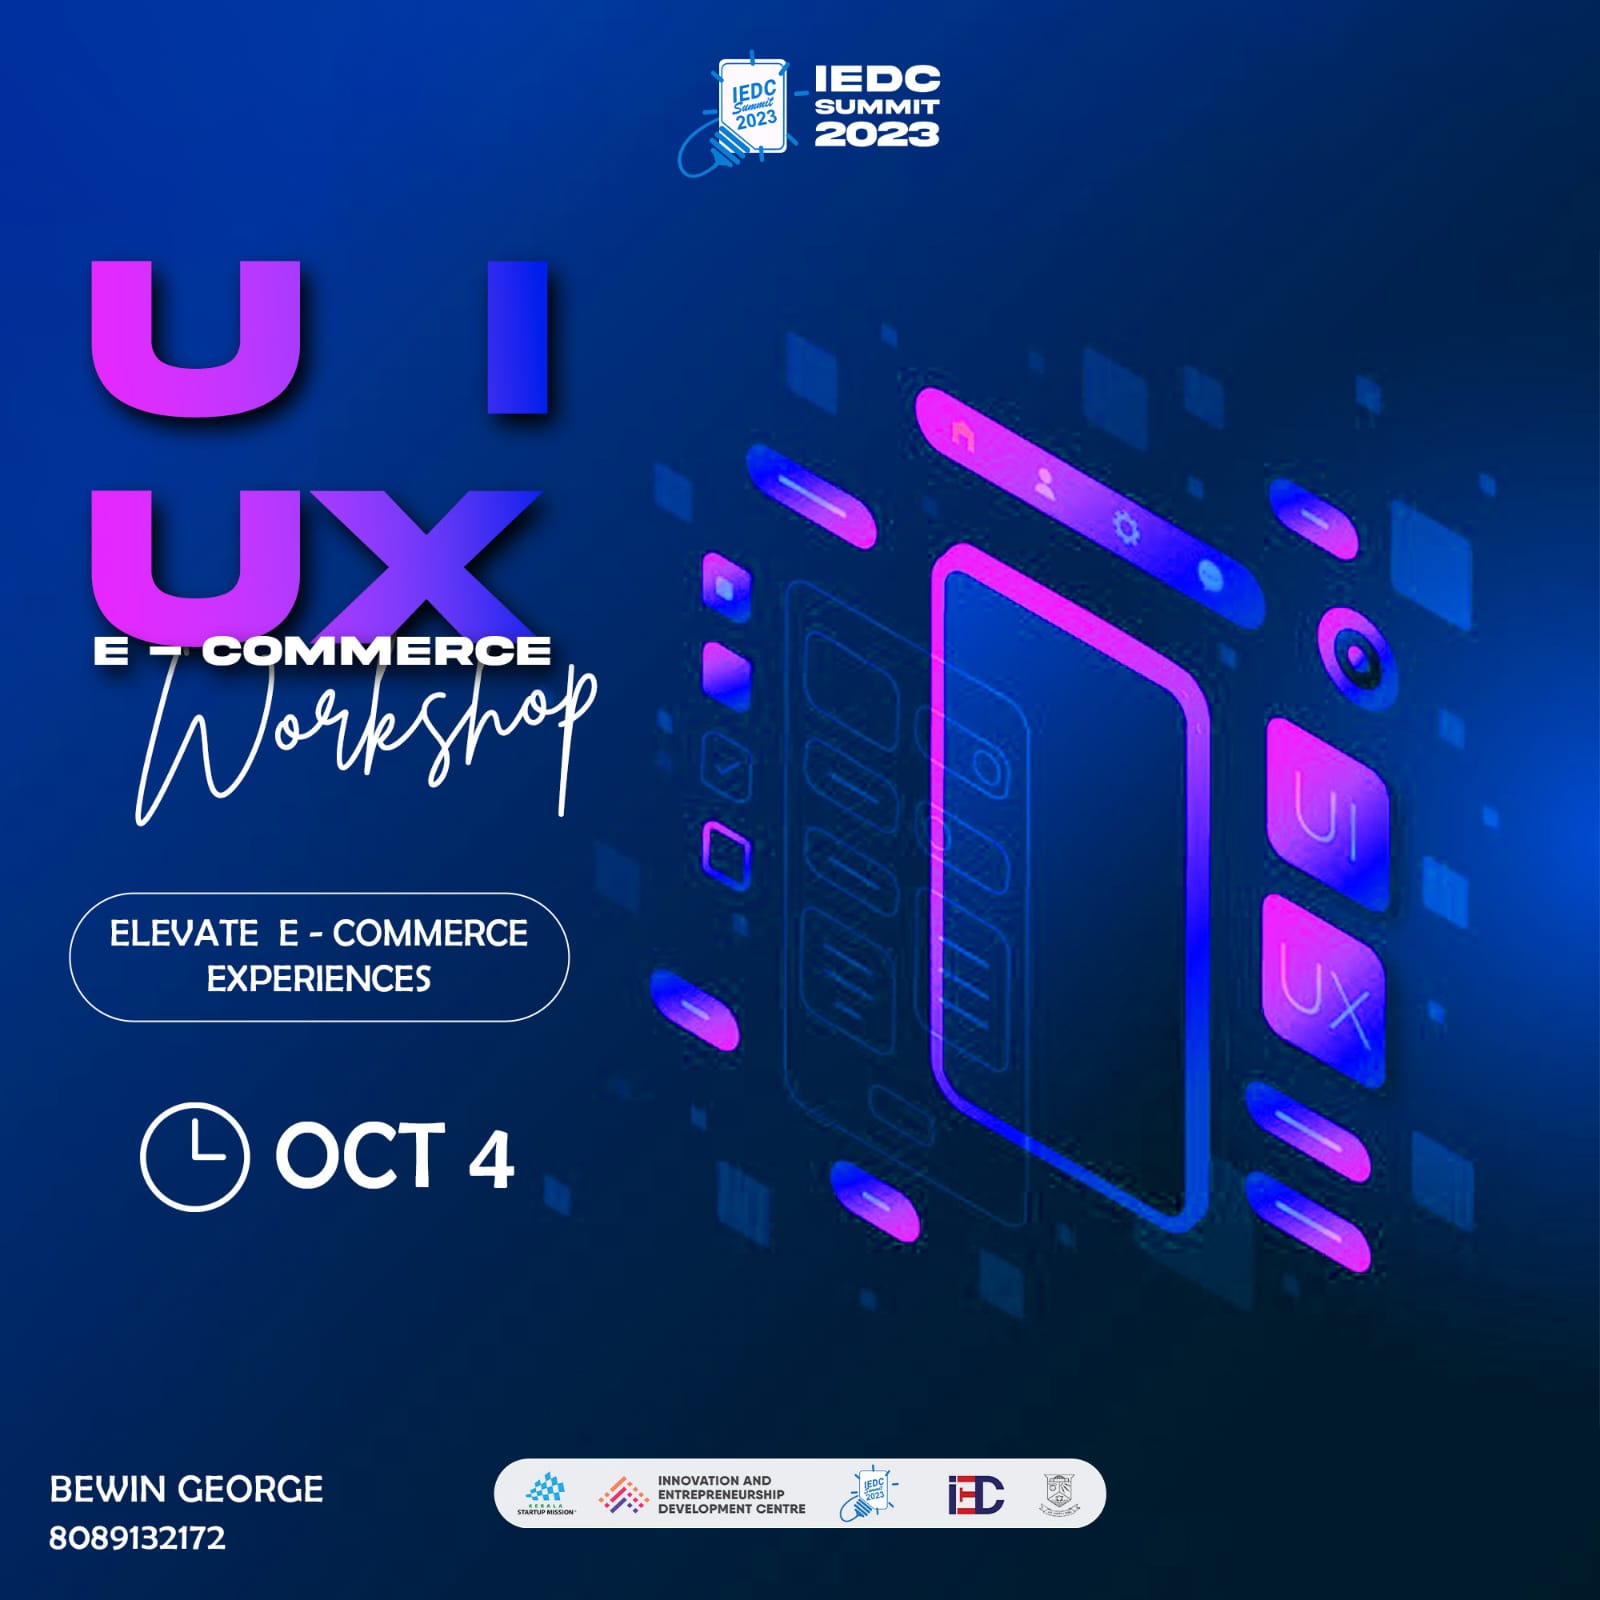 IEDC
Summit
2023
IEDC
SUMMIT
2023
U I
UX
E - COMMERCE
Workshop
ELEVATE E - COMMERCE
EXPERIENCES
OCT 4
UI
UX
BEWIN GEORGE
8089132172
KERALA
STARTUP MISSION
INNOVATION AND
ENTREPRENEURSHIP
DEVELOPMENT CENTRE
IEDC
Summit
2023
IEDC